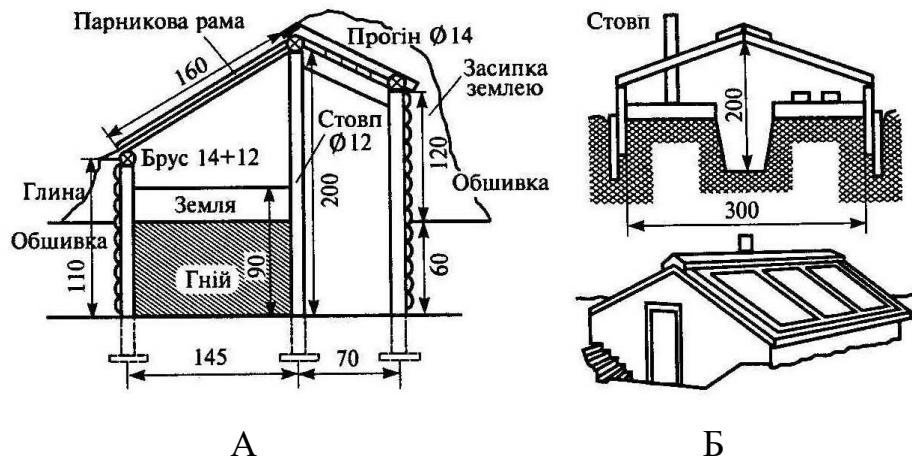 Парникова рама
160
Прогін Ø14
Засипка
землею
Стовп
Ø12
Брус 14+12
120
200
Глина
Обшивка
Земля
Обшивка
110
90
60
Гній
145
70
А
Стовп
200
300
Б